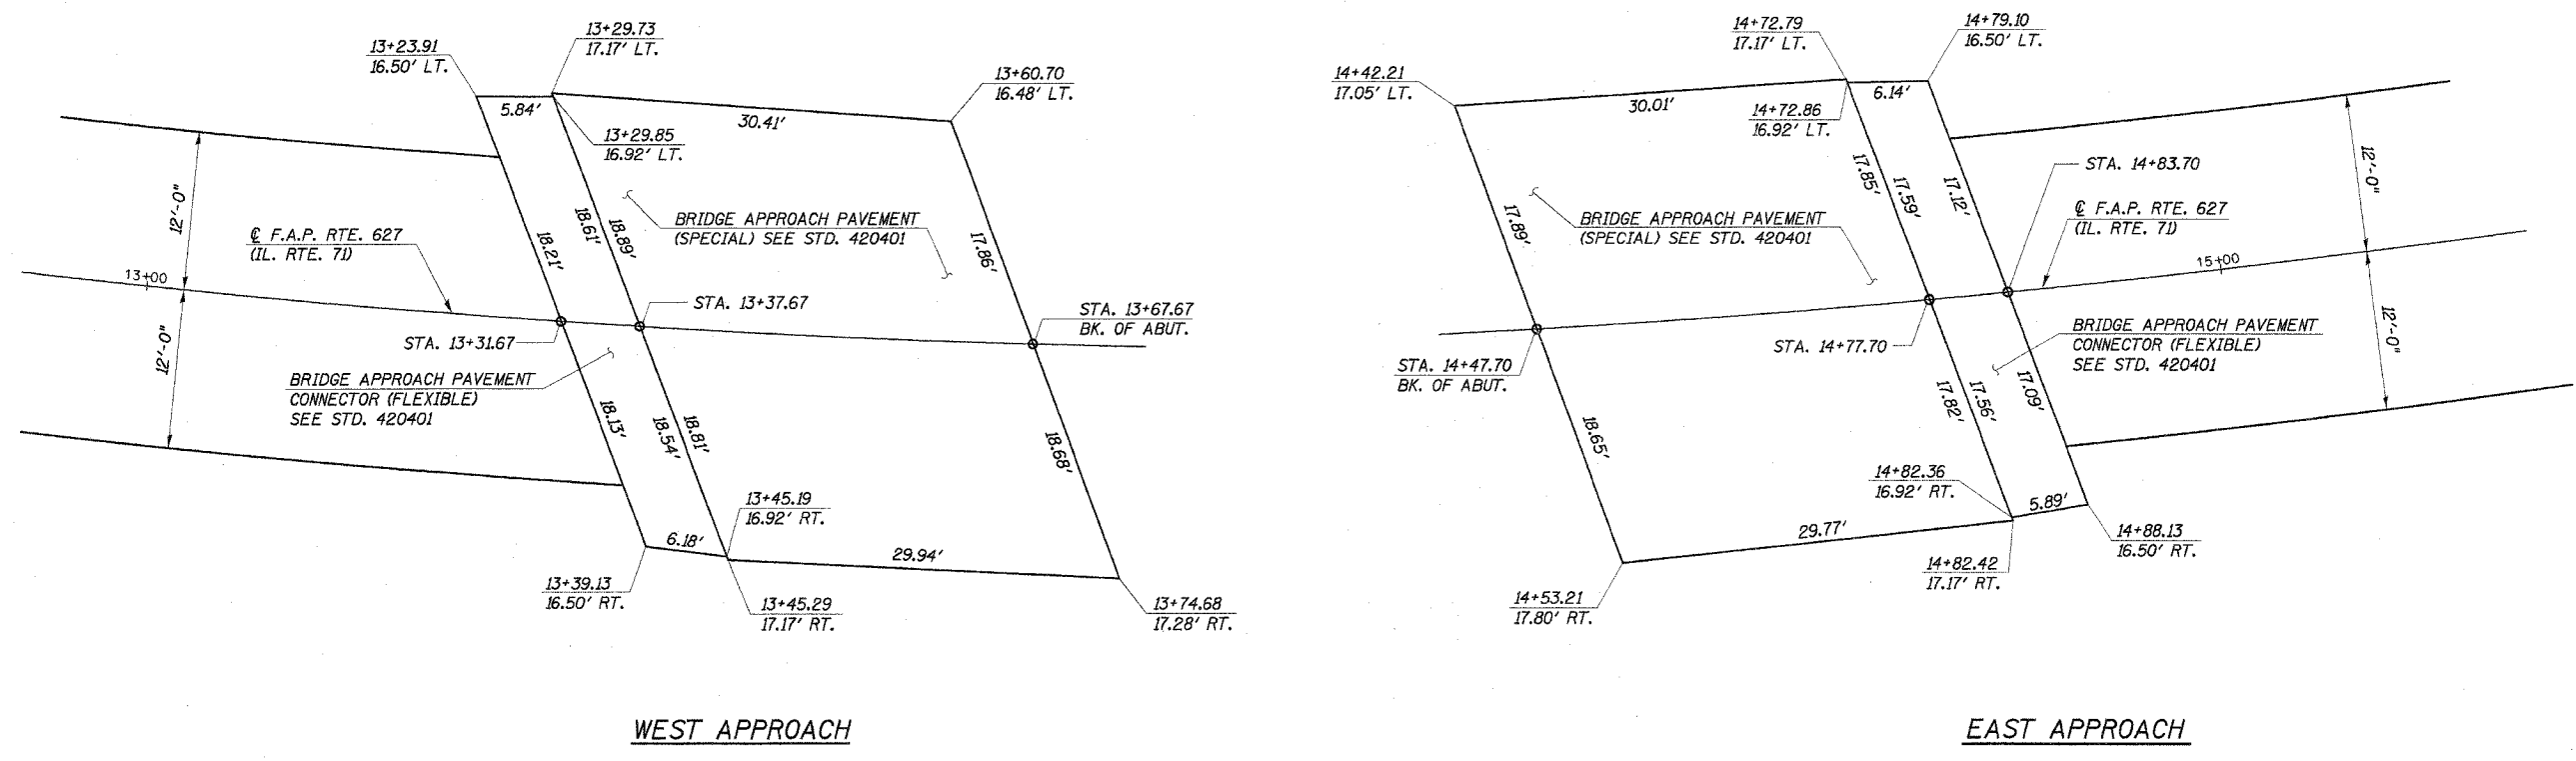 13+23.91
16.50' LT.
13+29.73
17.17' LT.
13+60.70
16.48' LT.
5.84'
30.41'
13+29.85
16.92' LT.
12'-0"
12'-0"
℄ F.A.P. RTE. 627
(IL. RTE. 71)
13+00
18.21'
18.61'
18.89'
BRIDGE APPROACH PAVEMENT
(SPECIAL) SEE STD. 420401
17.86'
STA. 13+37.67
STA. 13+31.67
STA. 13+67.67
BK. OF ABUT.
BRIDGE APPROACH PAVEMENT
CONNECTOR (FLEXIBLE)
SEE STD. 420401
18.13'
18.54'
18.81'
18.68'
13+45.19
16.92' RT.
6.18'
29.94'
13+39.13
16.50' RT.
13+45.29
17.17' RT.
13+74.68
17.28' RT.
WEST APPROACH
14+42.21
17.05' LT.
14+72.79
17.17' LT.
14+79.10
16.50' LT.
30.01'
6.14'
14+72.86
16.92' LT.
17.85'
17.59'
17.12'
STA. 14+83.70
12'-0"
12'-0"
℄ F.A.P. RTE. 627
(IL. RTE. 71)
15+00
17.89'
BRIDGE APPROACH PAVEMENT
(SPECIAL) SEE STD. 420401
STA. 14+77.70
STA. 14+47.70
BK. OF ABUT.
BRIDGE APPROACH PAVEMENT
CONNECTOR (FLEXIBLE)
SEE STD. 420401
18.65'
17.82'
17.56'
17.09'
14+82.36
16.92' RT.
5.89'
29.77'
14+88.13
16.50' RT.
14+82.42
17.17' RT.
14+53.21
17.80' RT.
EAST APPROACH